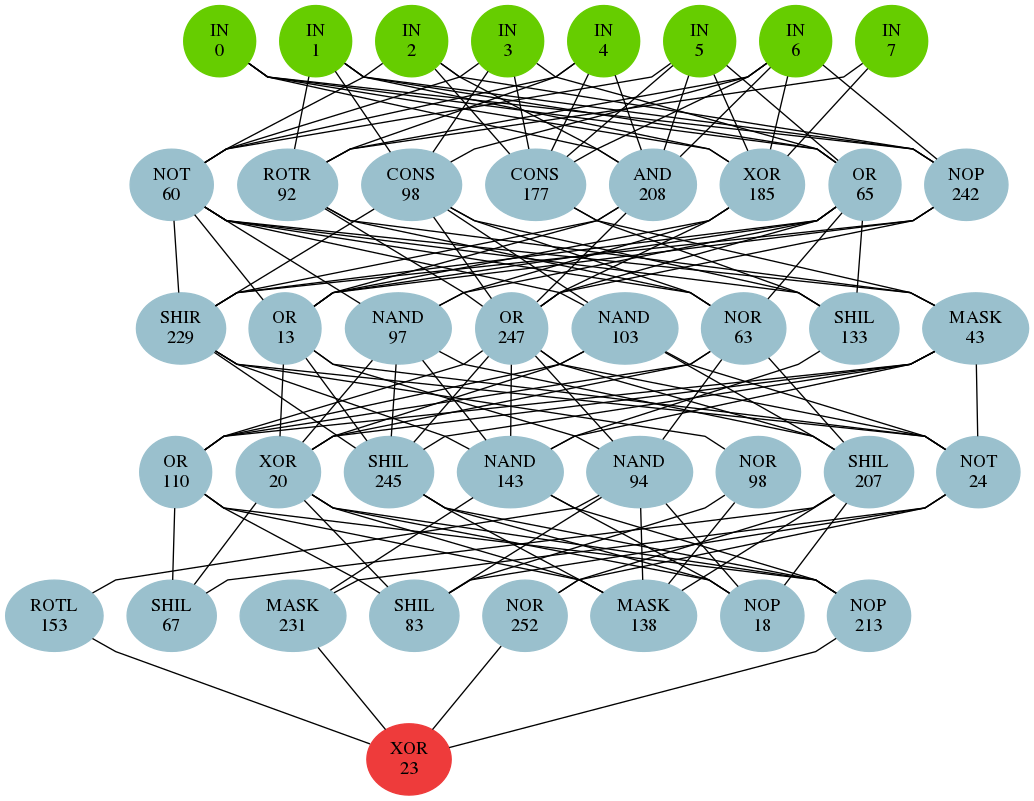 IN IN IN IN IN IN IN IN
0 1 2 3 4 5 6 7
NOT ROTR CONS CONS AND XOR OR NOP
60 92 98 177 208 185 65 242
SHIR OR NAND OR NAND NOR SHIL MASK
229 13 97 247 103 63 133 43
OR XOR SHIL NAND NAND NOR SHIL NOT
110 20 245 143 94 98 207 24
ROTL SHIL MASK SHIL NOR MASK NOP NOP
153 67 231 83 252 138 18 213
XOR
23